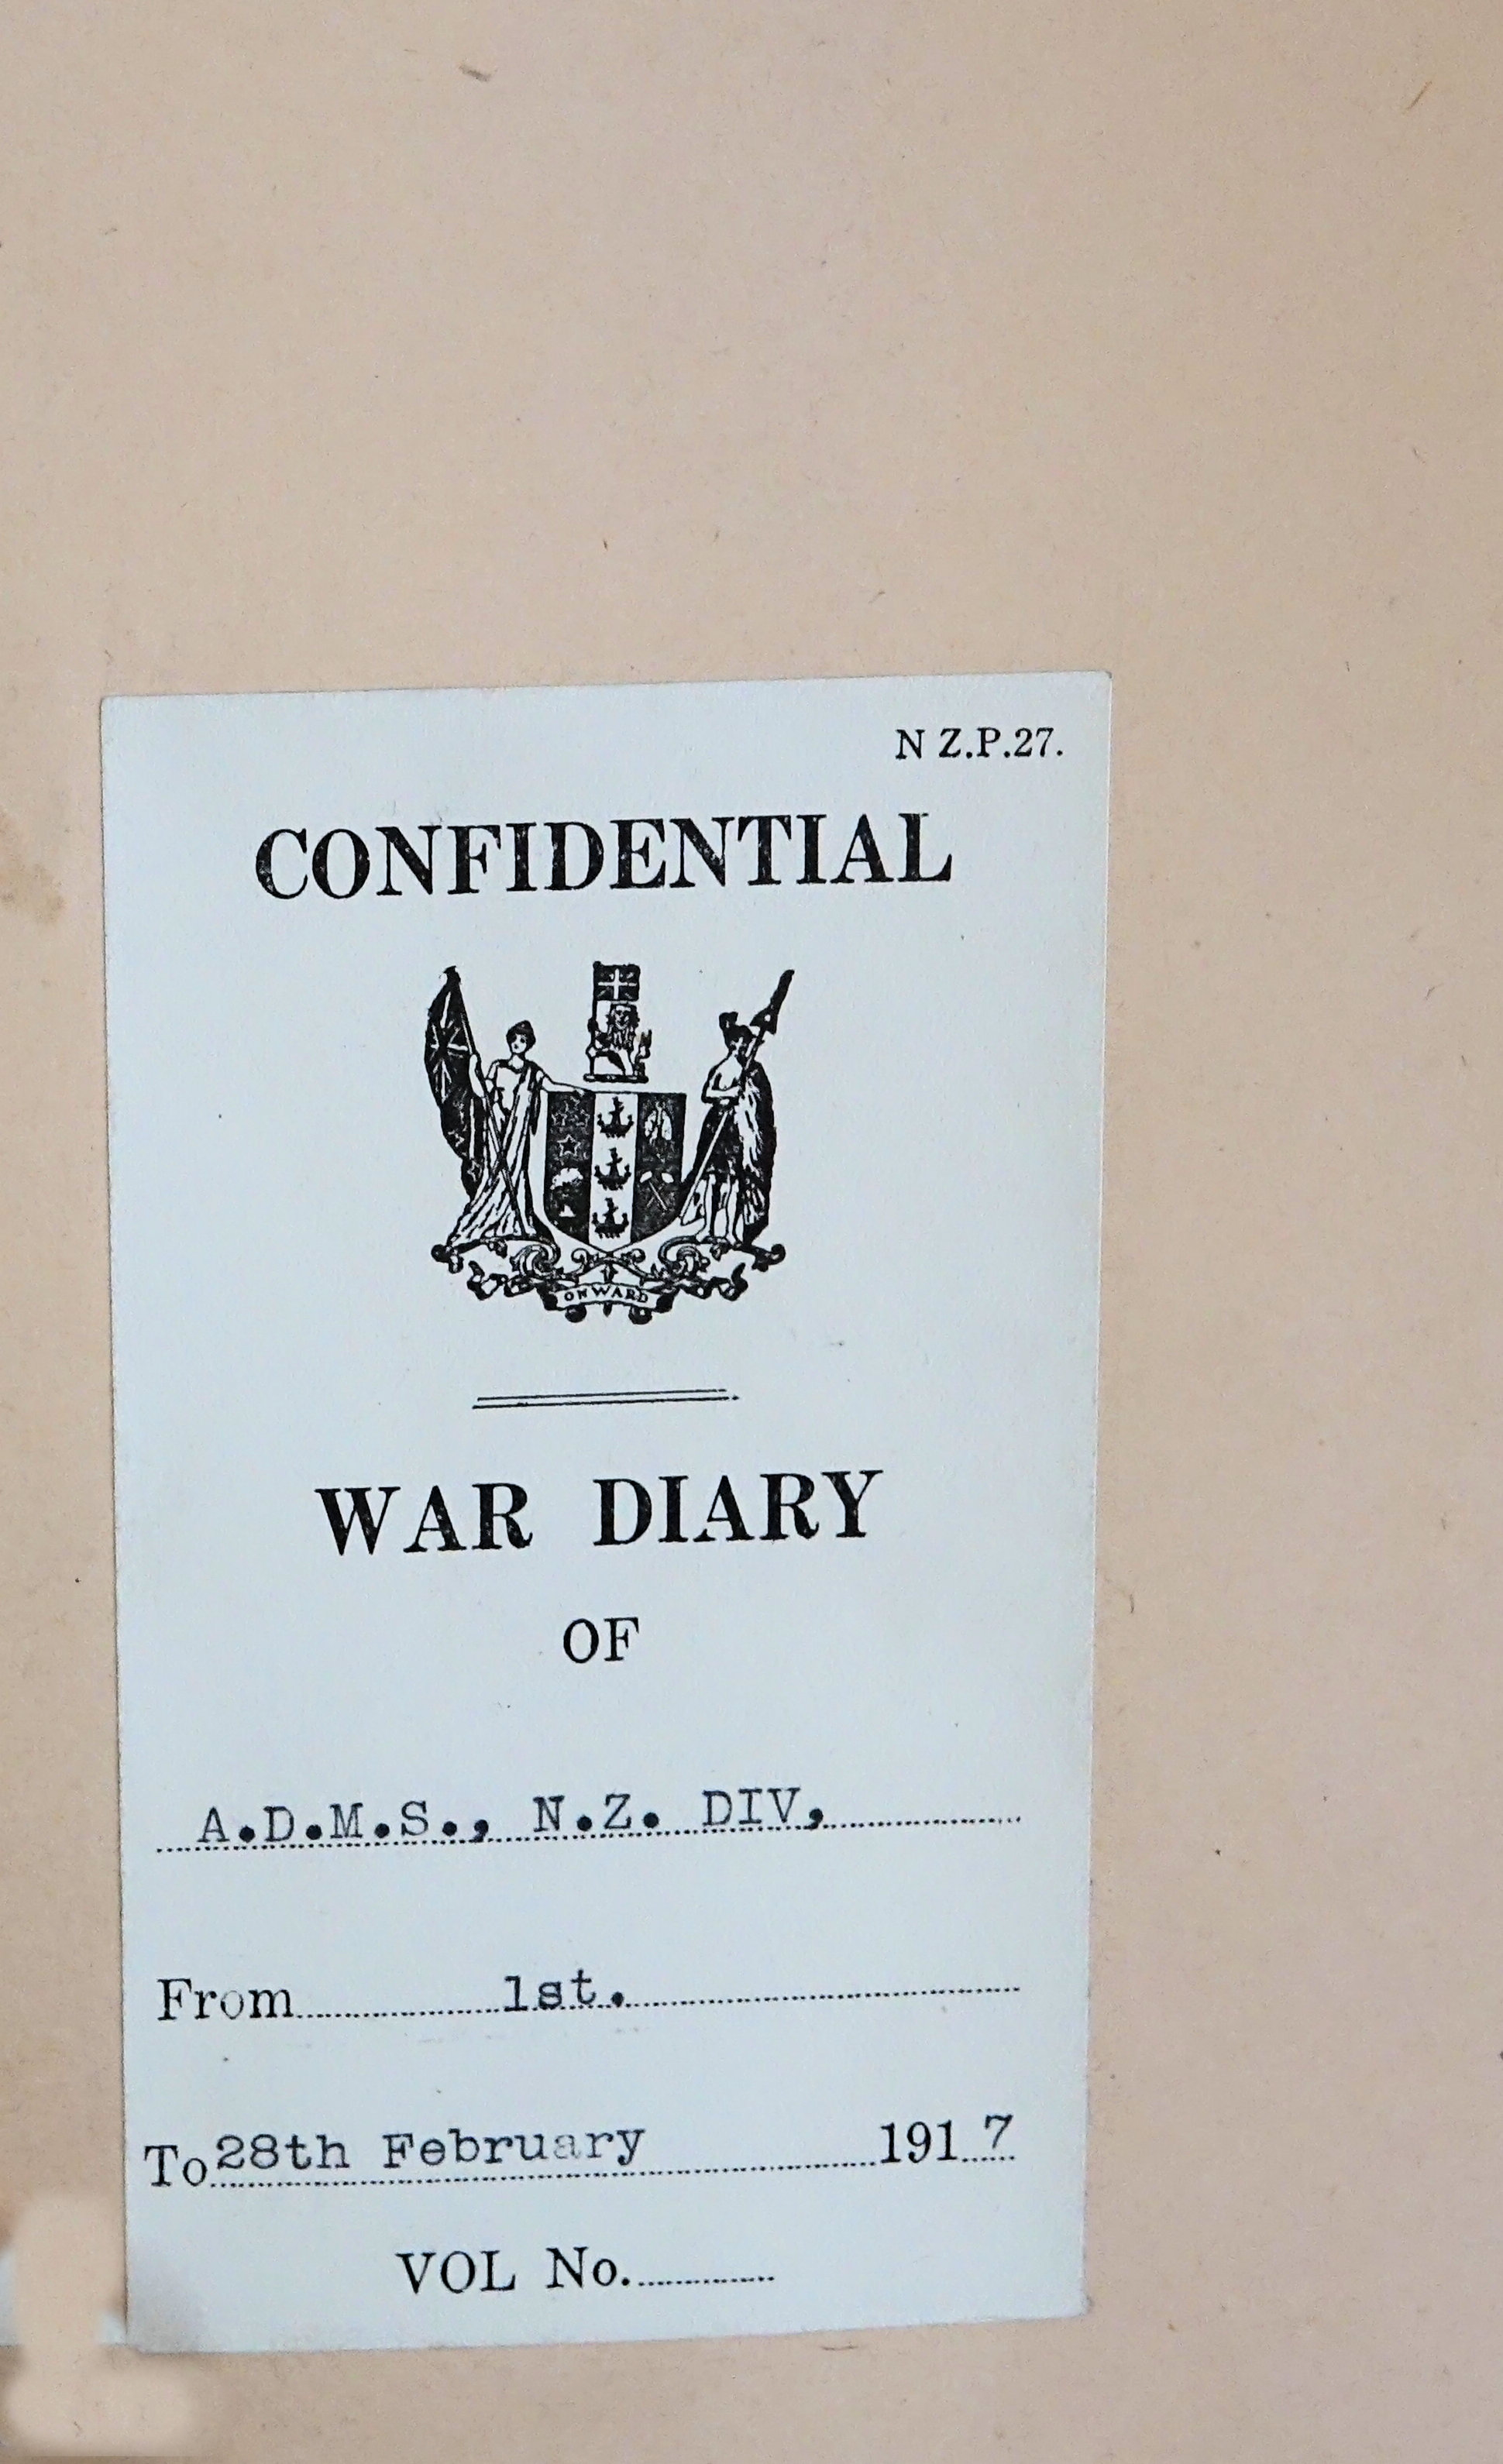 N Z.P.27.
CONFIDENTIAL
ONWARD
WAR DIARY
OF
A.D.M.S., N.Z. DIV,
From 1st.
To 28th February 1917
VOL No.